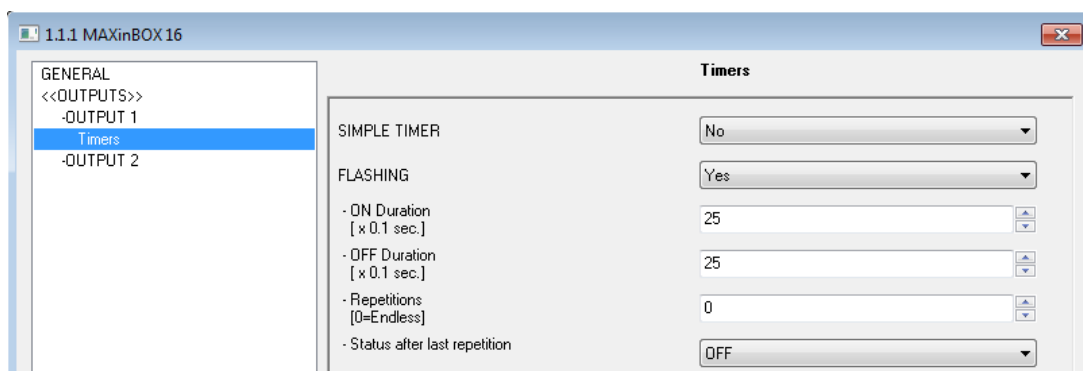 1.1.1 MAXinBOX 16
GENERAL
<<OUTPUTS>>
-OUTPUT 1
Timers
-OUTPUT 2
Timers
SIMPLE TIMER
No
FLASHING
Yes
- ON Duration
[ x 0.1 sec.]
25
- OFF Duration
[ x 0.1 sec.]
25
- Repetitions
[0=Endless]
0
- Status after last repetition
OFF